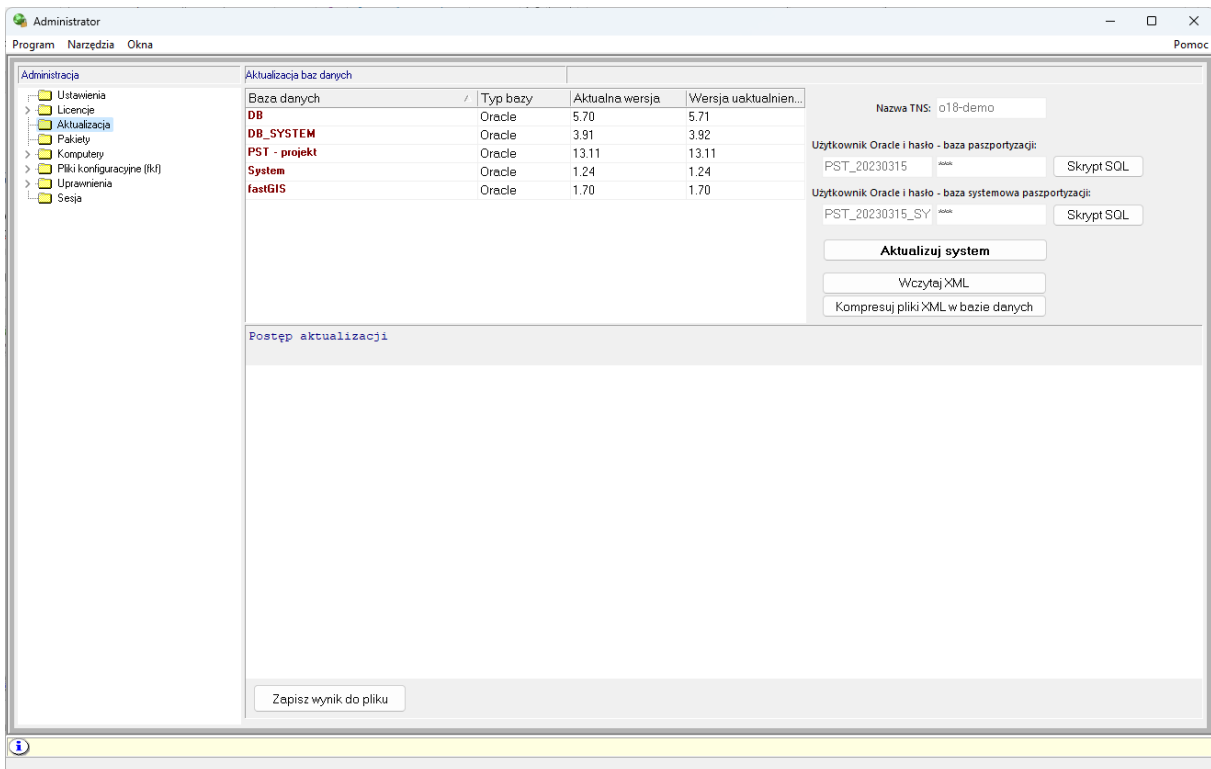 Administrator
Program Narzędzia Okna Pomoc
Administracja
Ustawienia
Licencje
Aktualizacja
Pakiety
Komputery
Pliki konfiguracyjne (fkf)
Uprawnienia
Sesja
Aktualizacja baz danych
Baza danych Typ bazy Aktualna wersja Wersja uaktualnien...
DB Oracle 5.70 5.71
DB_SYSTEM Oracle 3.91 3.92
PST - projekt Oracle 13.11 13.11
System Oracle 1.24 1.24
fastGIS Oracle 1.70 1.70
Nazwa TNS: o18-demo
Użytkownik Oracle i hasło - baza paszportyzacji:
PST_20230315 *** Skrypt SQL
Użytkownik Oracle i hasło - baza systemowa paszportyzacji:
PST_20230315_SY *** Skrypt SQL
Aktualizuj system
Wczytaj XML
Kompresuj pliki XML w bazie danych
Postęp aktualizacji
Zapisz wynik do pliku